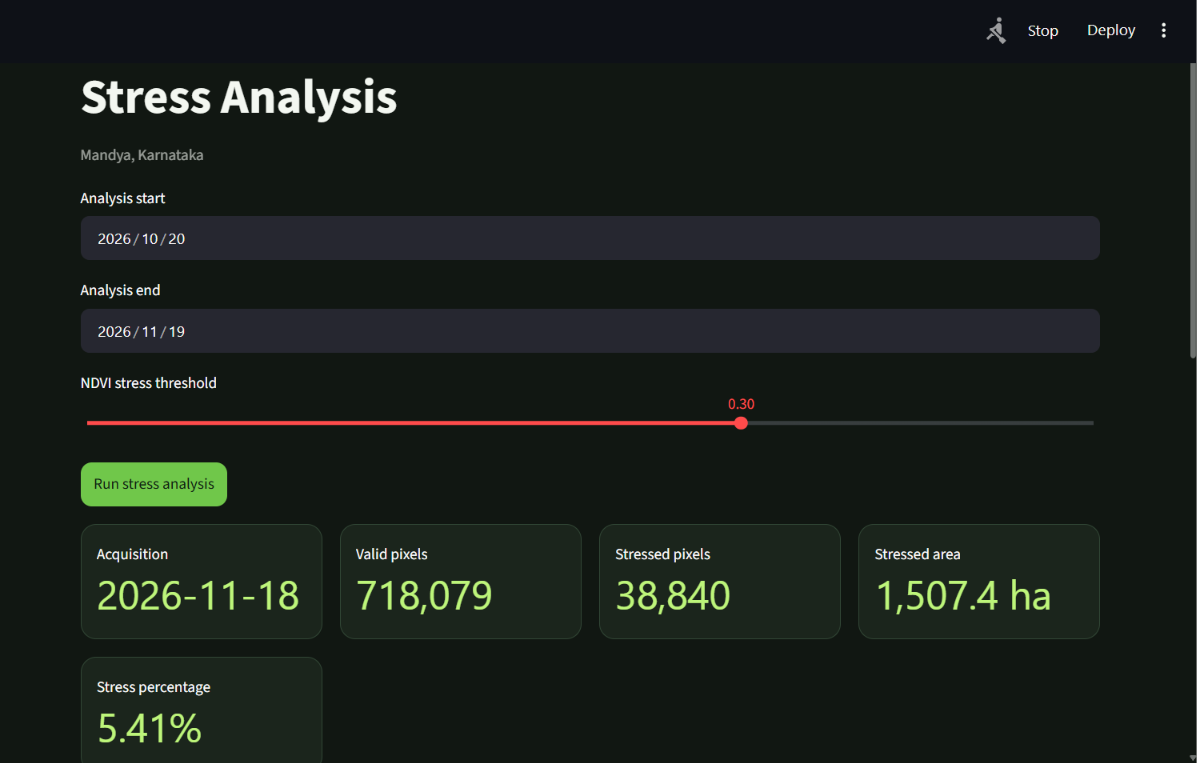 Stop Deploy
Stress Analysis
Mandya, Karnataka
Analysis start
2026/10/20
Analysis end
2026/11/19
NDVI stress threshold
0.30
Run stress analysis
Acquisition
2026-11-18
Valid pixels
718,079
Stressed pixels
38,840
Stressed area
1,507.4 ha
Stress percentage
5.41%